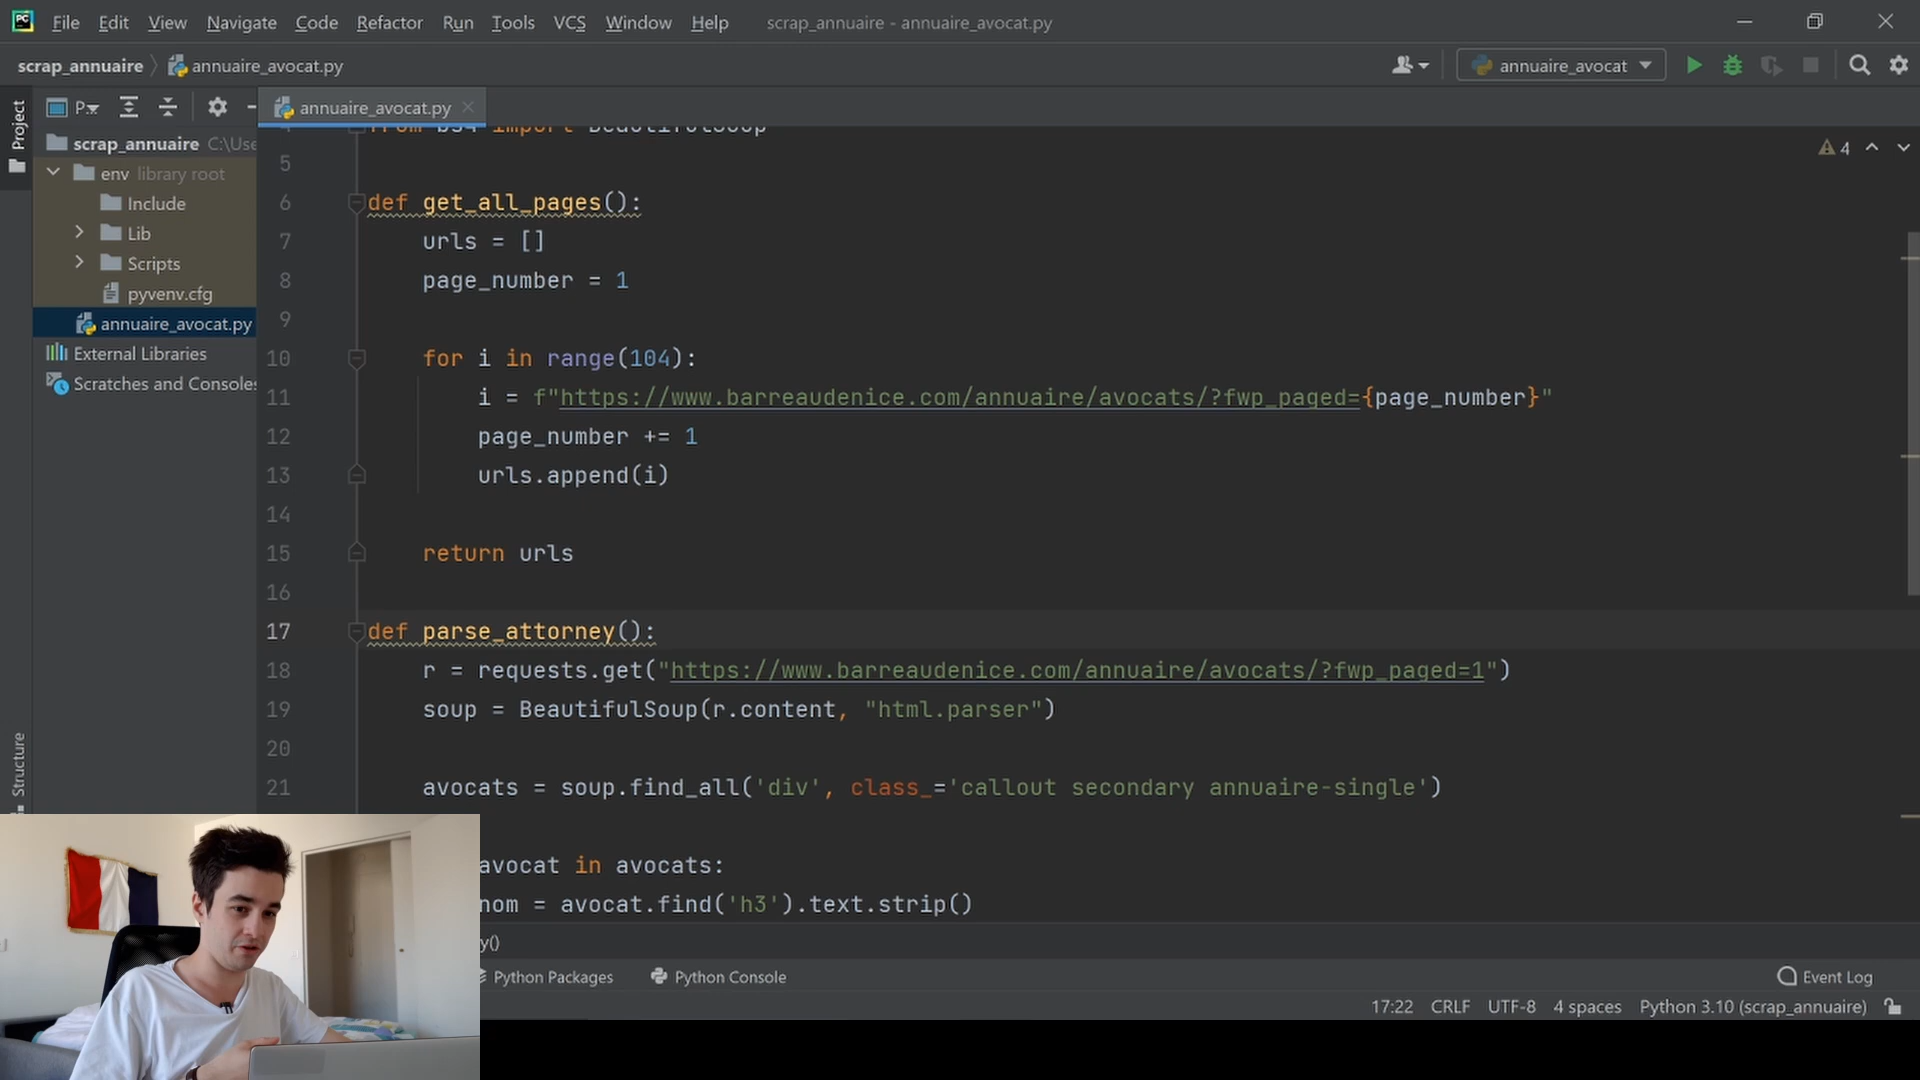 File Edit View Navigate Code Refactor Run Tools VCS Window Help scrap_annuaire - annuaire_avocat.py
scrap_annuaire annuaire_avocat.py annuaire_avocat
Project P annuaire_avocat.py
scrap_annuaire C:\Use
env library root
Include
Lib
Scripts
pyvenv.cfg
annuaire_avocat.py
External Libraries
Scratches and Consoles
Structure
4
4 from bs4 import BeautifulSoup
5
6 def get_all_pages():
7 urls = []
8 page_number = 1
9
10 for i in range(104):
11 i = f"https://www.barreaudenice.com/annuaire/avocats/?fwp_paged={page_number}"
12 page_number += 1
13 urls.append(i)
14
15 return urls
16
17 def parse_attorney():
18 r = requests.get("https://www.barreaudenice.com/annuaire/avocats/?fwp_paged=1")
19 soup = BeautifulSoup(r.content, "html.parser")
20
21 avocats = soup.find_all('div', class_='callout secondary annuaire-single')
avocat in avocats:
nom = avocat.find('h3').text.strip()
y()
Python Packages Python Console Event Log
17:22 CRLF UTF-8 4 spaces Python 3.10 (scrap_annuaire)